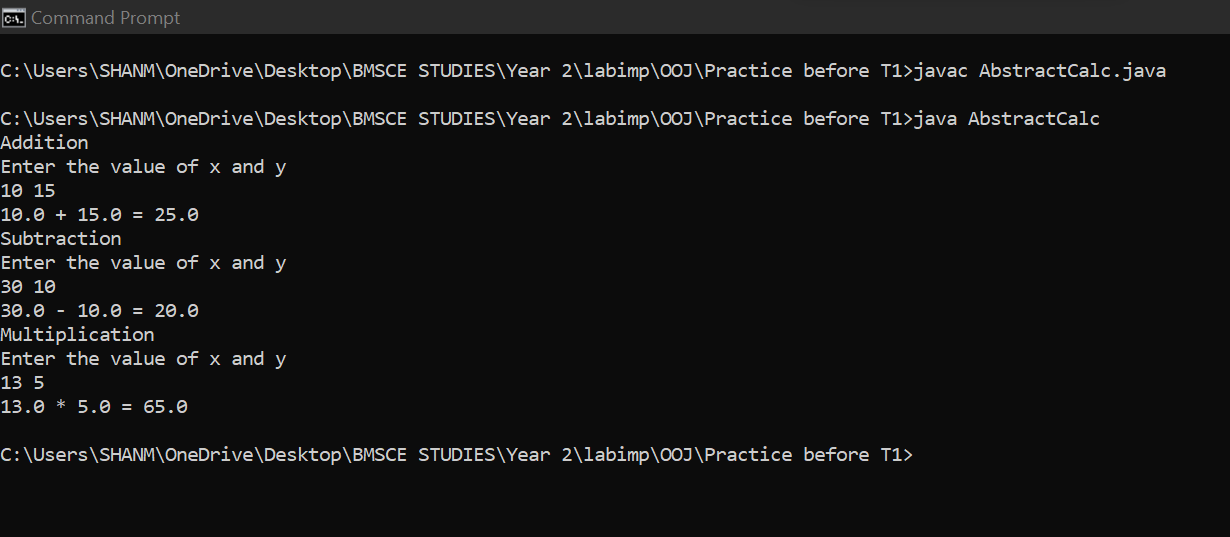 Command Prompt
C:\Users\SHANM\OneDrive\Desktop\BMSCE STUDIES\Year 2\labimp\OOJ\Practice before T1>javac AbstractCalc.java
C:\Users\SHANM\OneDrive\Desktop\BMSCE STUDIES\Year 2\labimp\OOJ\Practice before T1>java AbstractCalc
Addition
Enter the value of x and y
10 15
10.0 + 15.0 = 25.0
Subtraction
Enter the value of x and y
30 10
30.0 - 10.0 = 20.0
Multiplication
Enter the value of x and y
13 5
13.0 * 5.0 = 65.0
C:\Users\SHANM\OneDrive\Desktop\BMSCE STUDIES\Year 2\labimp\OOJ\Practice before T1>